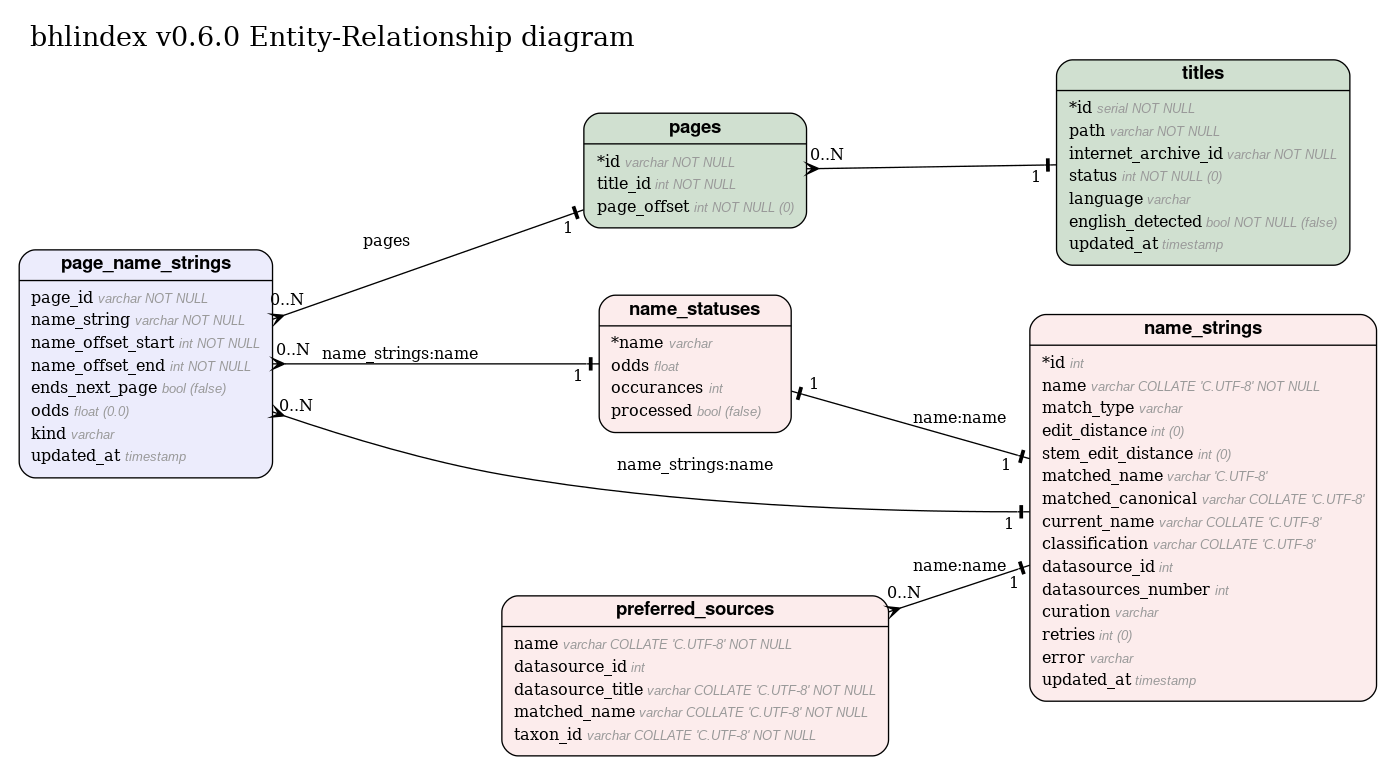 bhlindex v0.6.0 Entity-Relationship diagram
titles
*id serial NOT NULL
path varchar NOT NULL
internet_archive_id varchar NOT NULL
status int NOT NULL (0)
language varchar
english_detected bool NOT NULL (false)
updated_at timestamp
pages
*id varchar NOT NULL
title_id int NOT NULL
page_offset int NOT NULL (0)
0..N
1
pages
1
0..N
page_name_strings
page_id varchar NOT NULL
name_string varchar NOT NULL
name_offset_start int NOT NULL
name_offset_end int NOT NULL
ends_next_page bool (false)
odds float (0.0)
kind varchar
updated_at timestamp
0..N
name_strings:name
1
name_statuses
*name varchar
odds float
occurances int
processed bool (false)
1
name:name
1
0..N
name_strings:name
1
name_strings
*id int
name varchar COLLATE 'C.UTF-8' NOT NULL
match_type varchar
edit_distance int (0)
stem_edit_distance int (0)
matched_name varchar 'C.UTF-8'
matched_canonical varchar COLLATE 'C.UTF-8'
current_name varchar COLLATE 'C.UTF-8'
classification varchar COLLATE 'C.UTF-8'
datasource_id int
datasources_number int
curation varchar
retries int (0)
error varchar
updated_at timestamp
name:name
1
0..N
preferred_sources
name varchar COLLATE 'C.UTF-8' NOT NULL
datasource_id int
datasource_title varchar COLLATE 'C.UTF-8' NOT NULL
matched_name varchar COLLATE 'C.UTF-8' NOT NULL
taxon_id varchar COLLATE 'C.UTF-8' NOT NULL